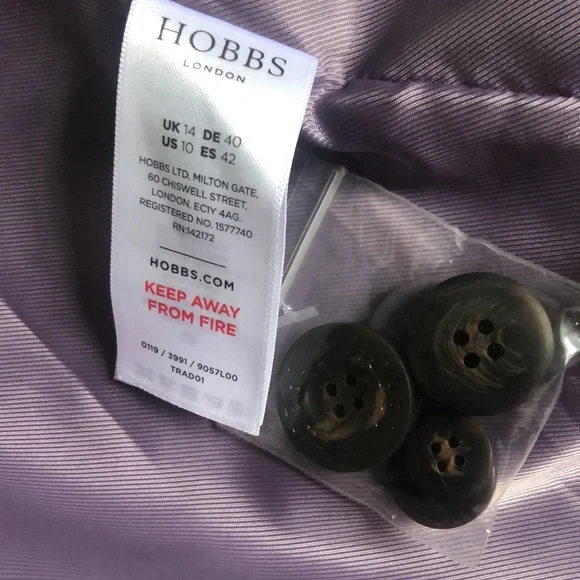 HOBBS
LONDON
UK 14 DE 40
US 10 ES 42
HOBBS LTD, MILTON GATE,
60 CHISWELL STREET,
LONDON, EC1Y 4AG.
REGISTERED NO. 1577740
RN:142172
HOBBS.COM
KEEP AWAY
FROM FIRE
0119 / 3991 / 9057L00
TRAD01